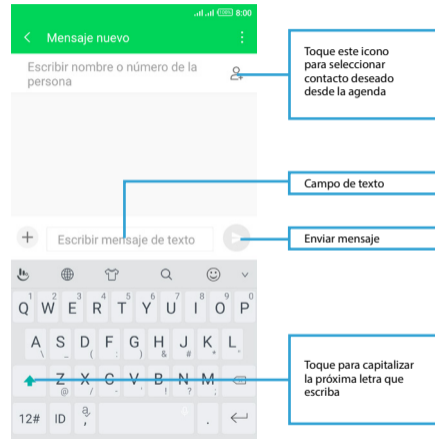 100% 8:00
Mensaje nuevo
Escribir nombre o número de la
persona
Toque este icono
para seleccionar
contacto deseado
desde la agenda
Campo de texto
Escribir mensaje de texto
Enviar mensaje
1 2 3 4 5 6 7 8 9 0
Q W E R T Y U I O P
A S D F G H J K L
\ _ ( : ) & # * "
Z X C V B N M
@ / - ' ! ? ;
Toque para capitalizar
la próxima letra que
escriba
12# ID , .